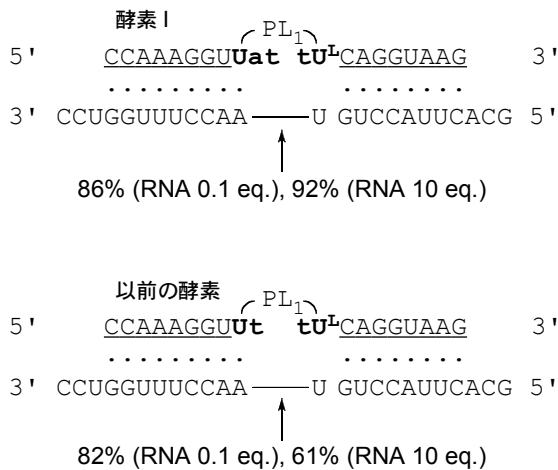 酵素 I
PL1
5' CCAAAGGUUat tULCAGGUAAG 3'
. . . . . . . . . . . . . . . . .
3' CCUGGUUUCCAA U GUCCAUUCACG 5'
86% (RNA 0.1 eq.), 92% (RNA 10 eq.)
以前の酵素
PL1
5' CCAAAGGUUt tULCAGGUAAG 3'
. . . . . . . . . . . . . . . . .
3' CCUGGUUUCCAA U GUCCAUUCACG 5'
82% (RNA 0.1 eq.), 61% (RNA 10 eq.)